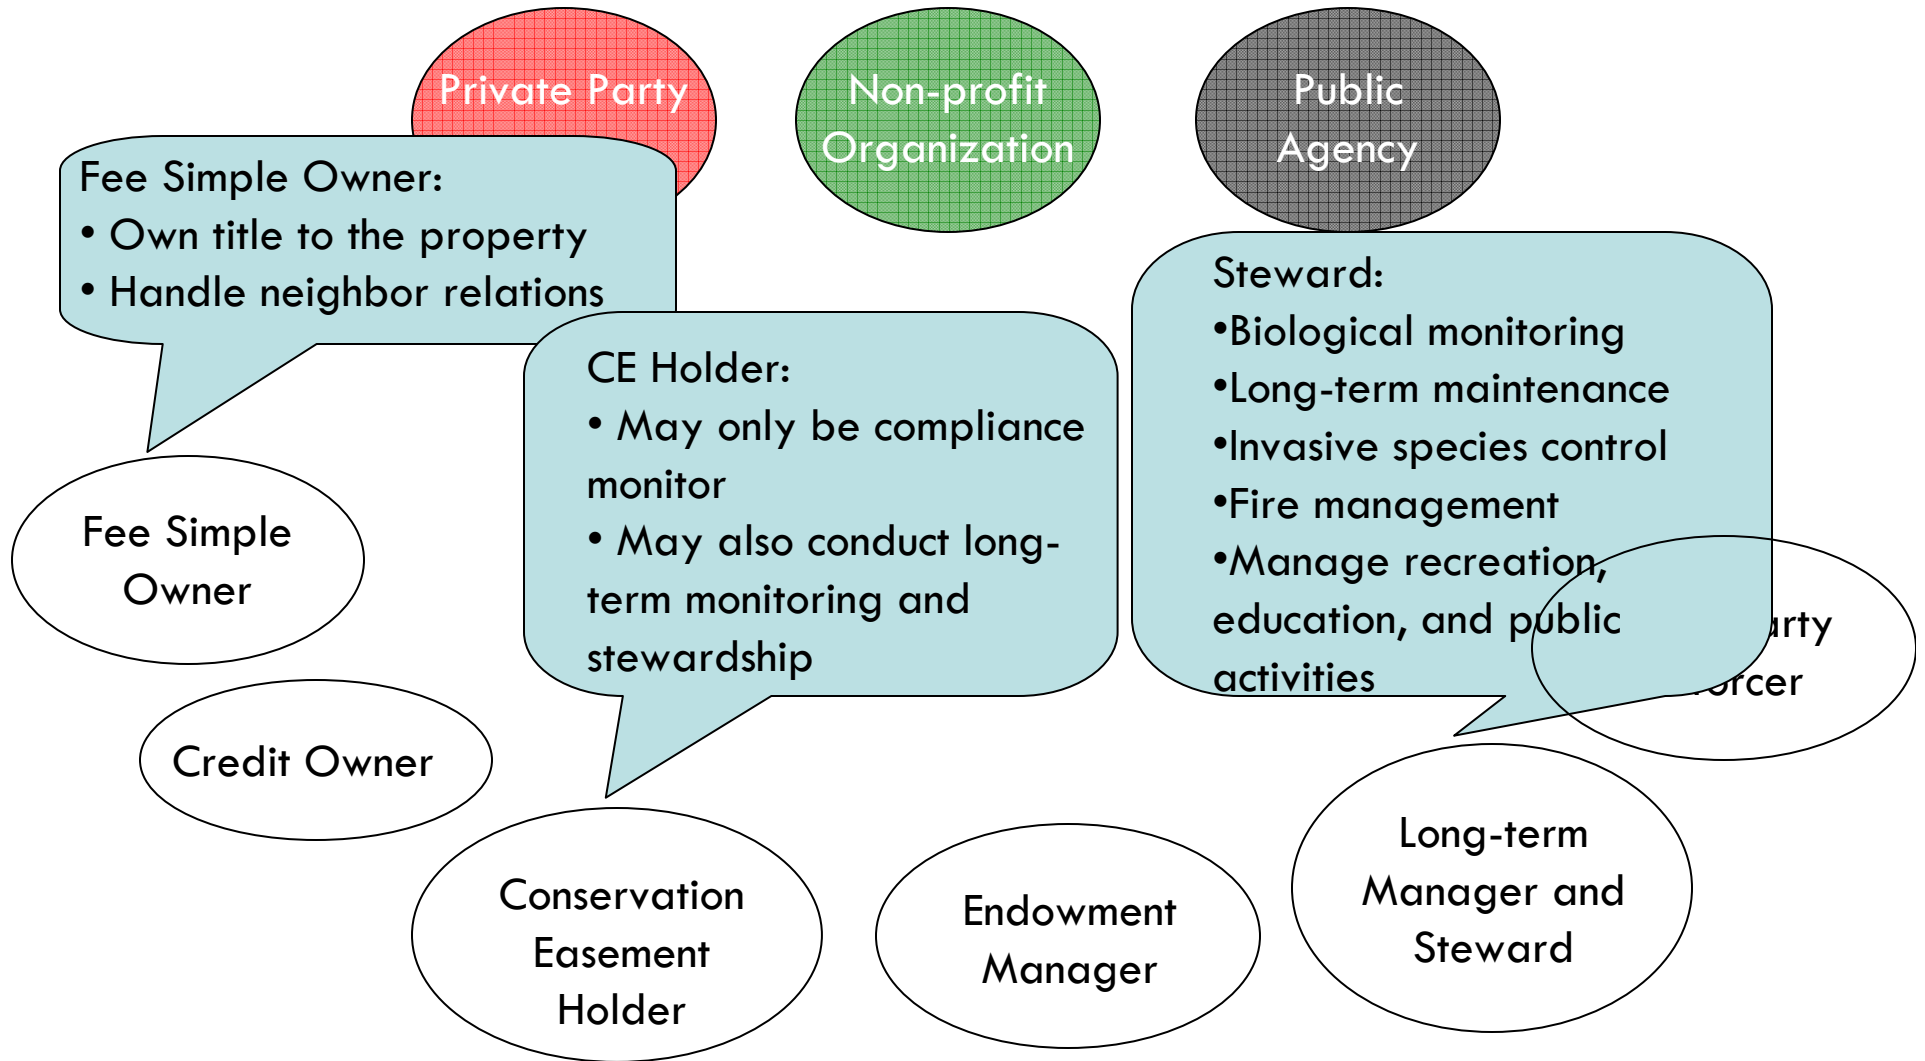 Private Party
Non-profit
Organization
Public
Agency
Fee Simple Owner:
• Own title to the property
• Handle neighbor relations
CE Holder:
• May only be compliance
monitor
• May also conduct long-
term monitoring and
stewardship
Steward:
•Biological monitoring
•Long-term maintenance
•Invasive species control
•Fire management
•Manage recreation,
education, and public
activities
Fee Simple
Owner
Credit Owner
Conservation
Easement
Holder
Endowment
Manager
Long-term
Manager and
Steward